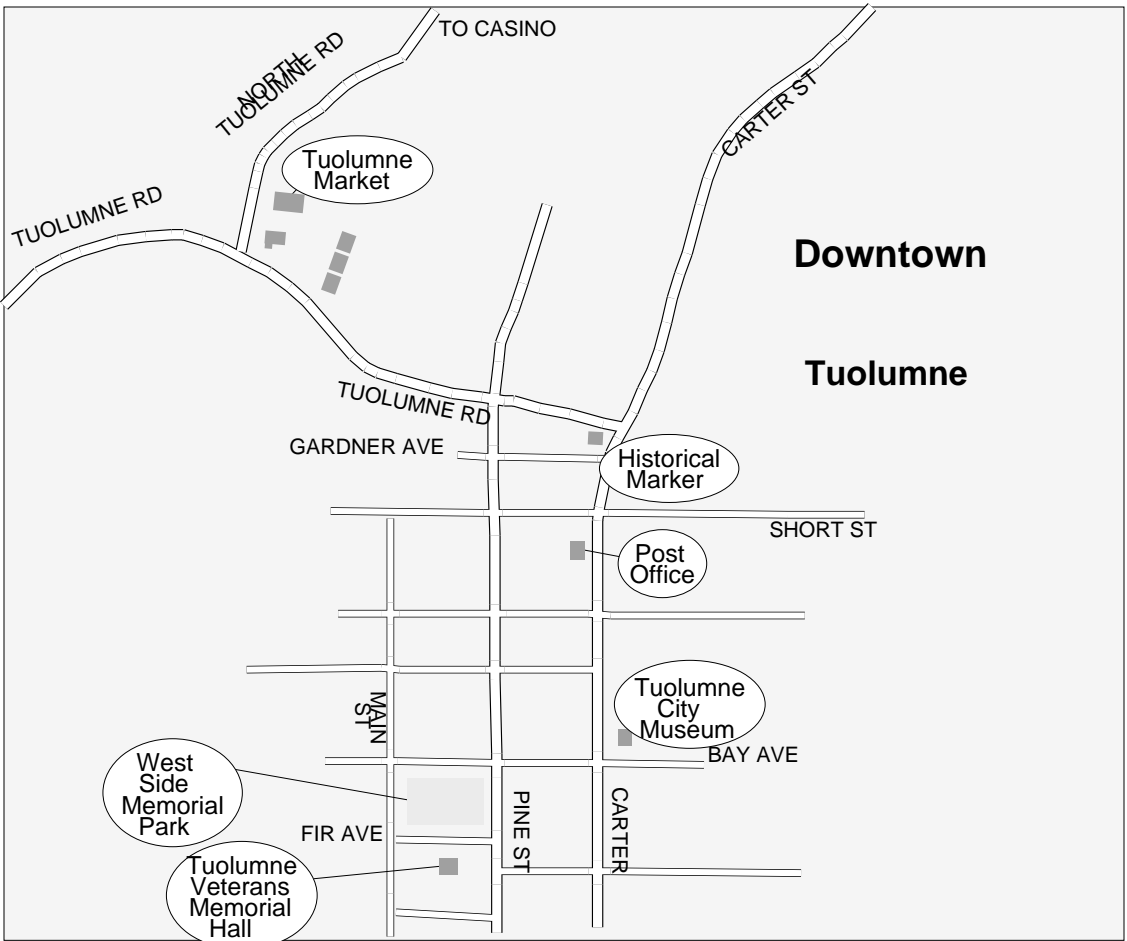 TO CASINO
NORTH
TUOLUMNE RD
CARTER ST
Tuolumne
Market
TUOLUMNE RD
Downtown
Tuolumne
TUOLUMNE RD
GARDNER AVE
Historical
Marker
SHORT ST
Post
Office
Tuolumne
City
Museum
MAIN
ST
BAY AVE
West
Side
Memorial
Park
PINE ST
CARTER
FIR AVE
Tuolumne
Veterans
Memorial
Hall